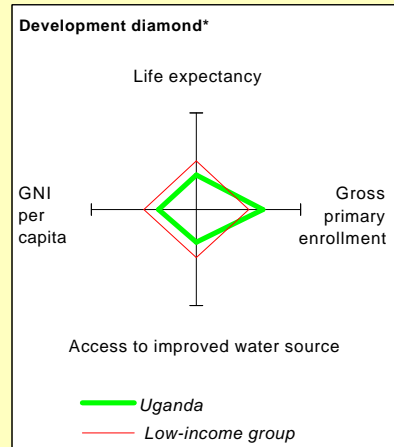 Development diamond*
Life expectancy
GNI
per
capita
Gross
primary
enrollment
Access to improved water source
Uganda
Low-income group